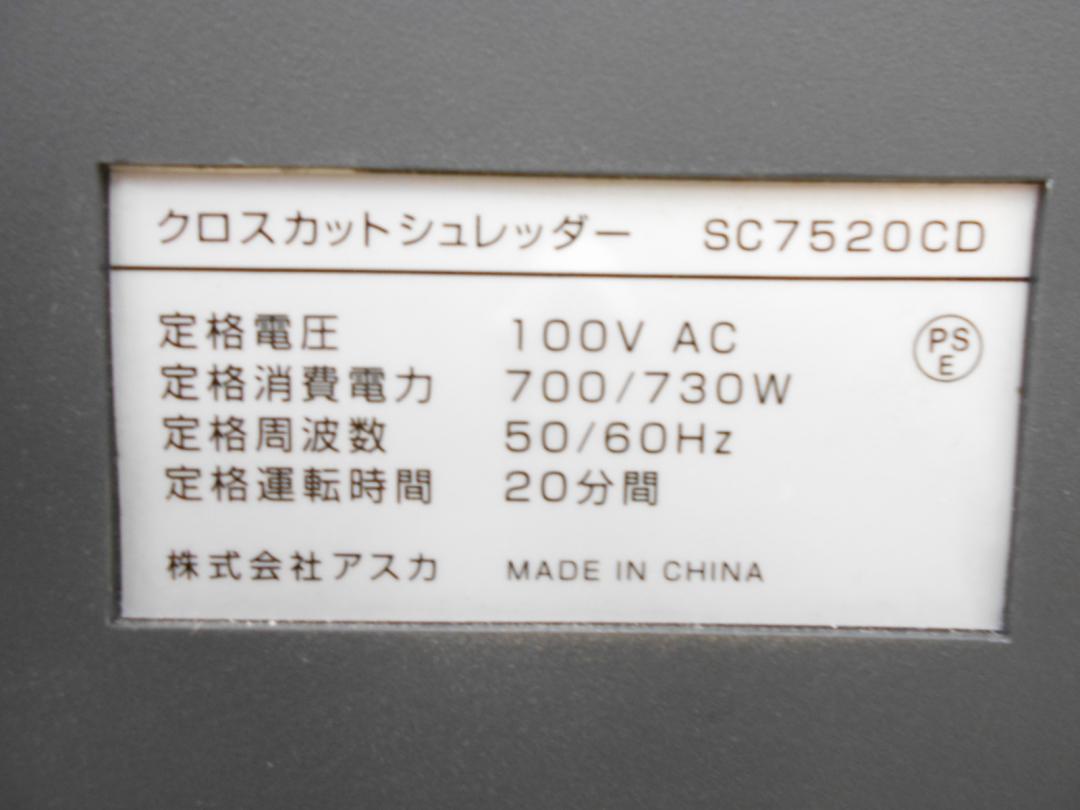 クロスカットシュレッダー SC7520CD
定格電圧 100V AC
PS
E
定格消費電力 700/730W
定格周波数 50/60Hz
定格運転時間 20分間
株式会社アスカ MADE IN CHINA